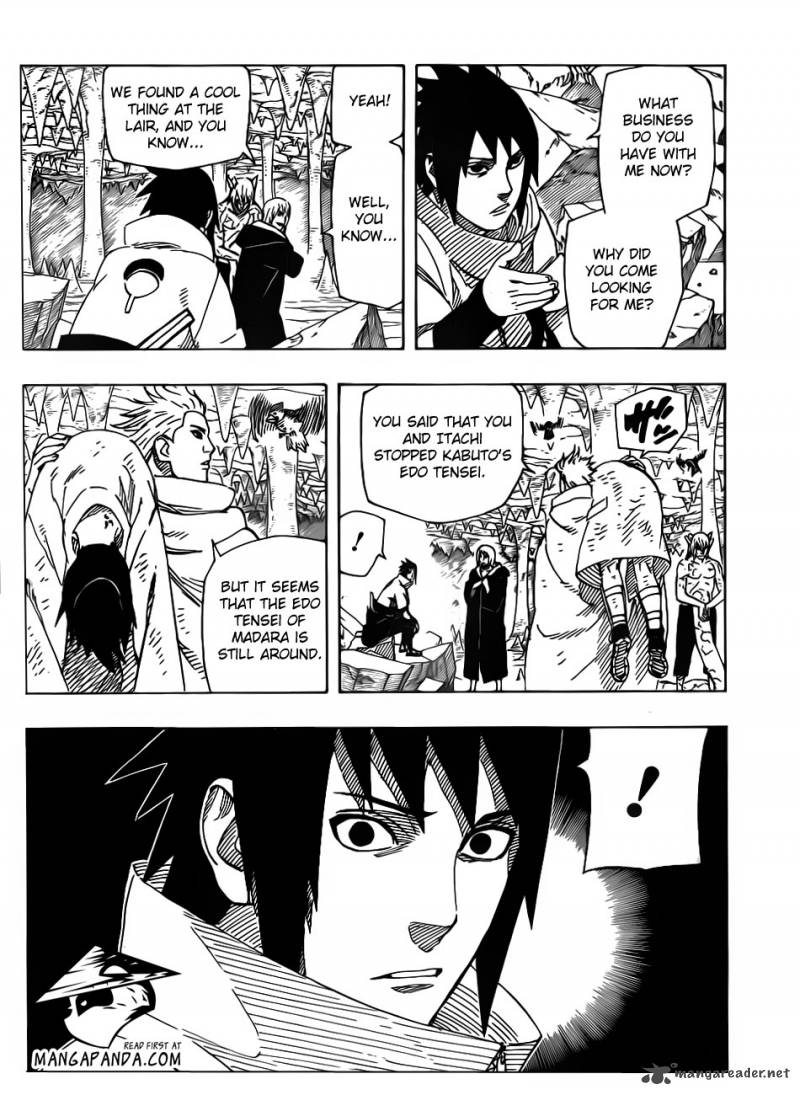 WHAT
BUSINESS
DO YOU
HAVE WITH
ME NOW?
WHY DID
YOU COME
LOOKING
FOR ME?
YEAH!
WELL,
YOU
KNOW...
WE FOUND A COOL
THING AT THE
LAIR, AND YOU
KNOW...
YOU SAID THAT YOU
AND ITACHI
STOPPED KABUTO'S
EDO TENSEI.
!
BUT IT SEEMS
THAT THE EDO
TENSEI OF
MADARA IS
STILL AROUND.
!
READ FIRST AT
MANGAPANDA.COM
mangareader.net